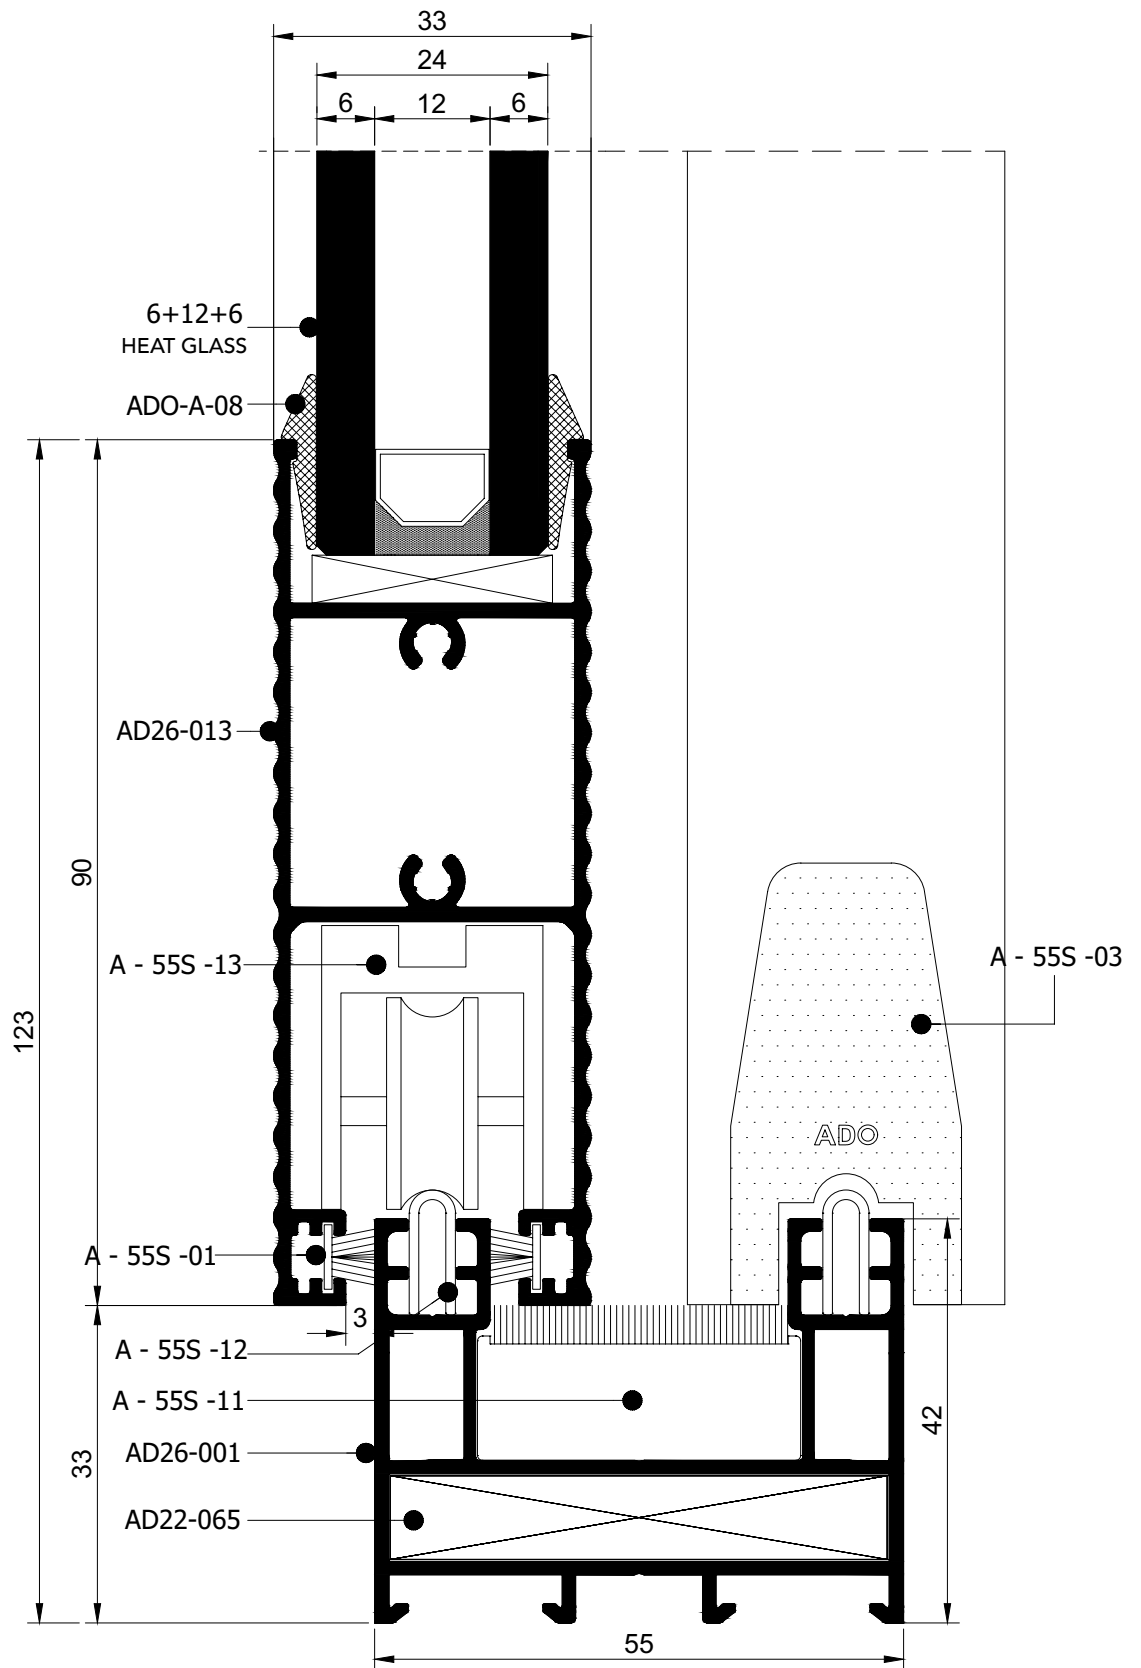 33
24
6 12 6
6+12+6
HEAT GLASS
ADO-A-08
AD26-013
90
123
A - 55S -13
A - 55S -03
ADO
A - 55S -01
3
A - 55S -12
A - 55S -11
AD26-001
33
42
AD22-065
55